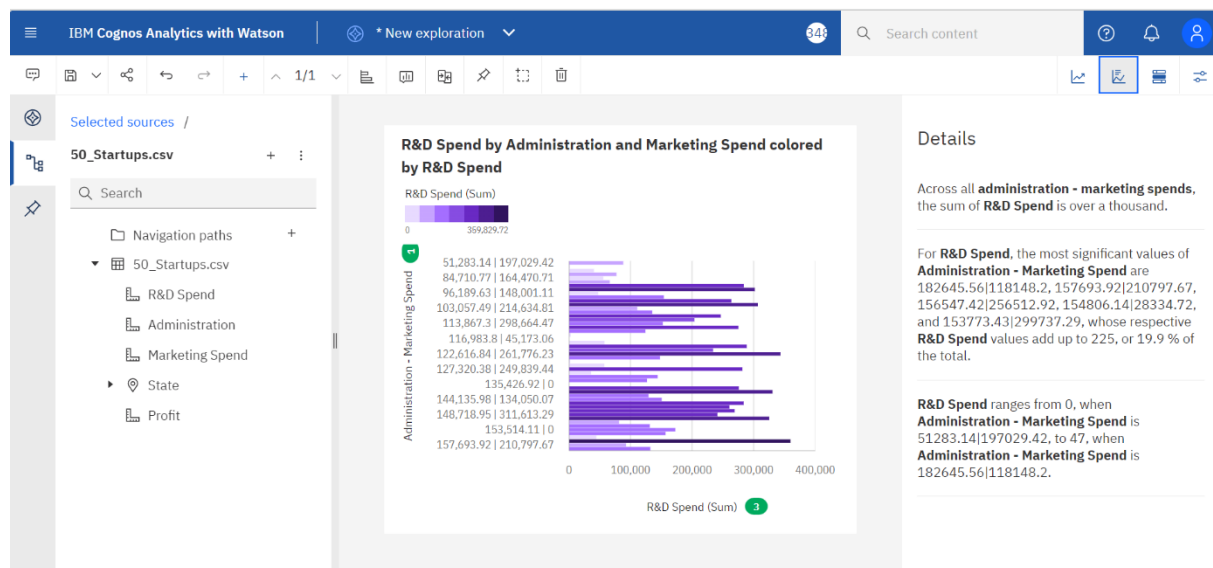 IBM Cognos Analytics with Watson
* New exploration
348
Search content
1/1
Selected sources /
50_Startups.csv
Search
Navigation paths
50_Startups.csv
R&D Spend
Administration
Marketing Spend
State
Profit
R&D Spend by Administration and Marketing Spend colored
by R&D Spend
R&D Spend (Sum)
0 359,829.72
1
Administration - Marketing Spend
51,283.14 | 197,029.42
84,710.77 | 164,470.71
96,189.63 | 148,001.11
103,057.49 | 214,634.81
113,867.3 | 298,664.47
116,983.8 | 45,173.06
122,616.84 | 261,776.23
127,320.38 | 249,839.44
135,426.92 | 0
144,135.98 | 134,050.07
148,718.95 | 311,613.29
153,514.11 | 0
157,693.92 | 210,797.67
0 100,000 200,000 300,000 400,000
R&D Spend (Sum) 3
Details
Across all administration - marketing spends,
the sum of R&D Spend is over a thousand.
For R&D Spend, the most significant values of
Administration - Marketing Spend are
182645.56|118148.2, 157693.92|210797.67,
156547.42|256512.92, 154806.14|28334.72,
and 153773.43|299737.29, whose respective
R&D Spend values add up to 225, or 19.9 % of
the total.
R&D Spend ranges from 0, when
Administration - Marketing Spend is
51283.14|197029.42, to 47, when
Administration - Marketing Spend is
182645.56|118148.2.